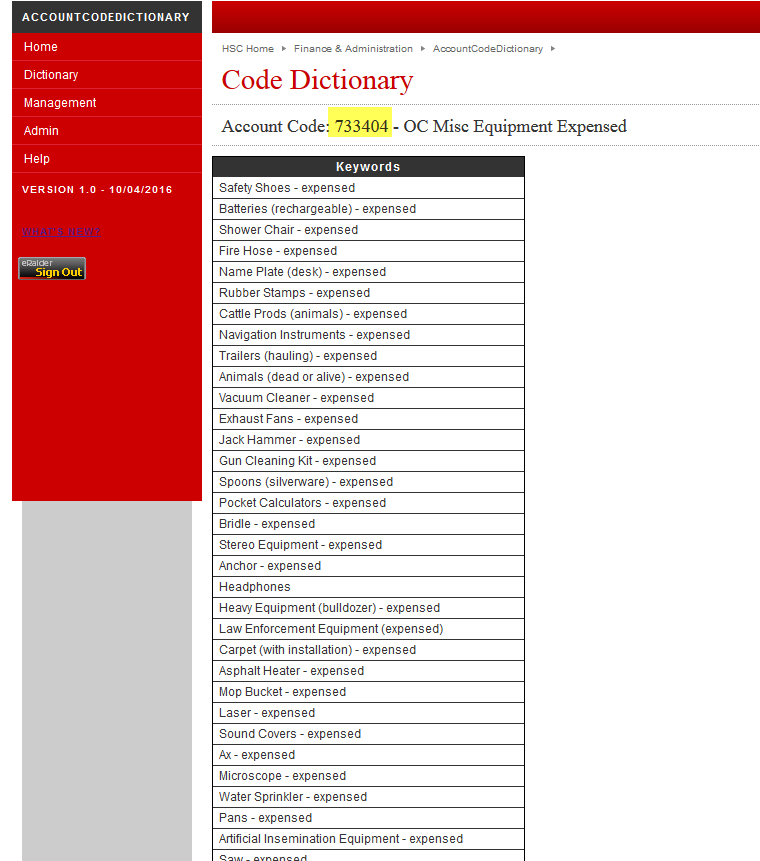 ACCOUNTCODEDICTIONARY
Home
Dictionary
Management
Admin
Help
VERSION 1.0 - 10/04/2016
WHAT'S NEW?
eRaider
Sign Out
HSC Home ▸ Finance & Administration ▸ AccountCodeDictionary ▸
Code Dictionary
Account Code: 733404 - OC Misc Equipment Expensed
Keywords
Safety Shoes - expensed
Batteries (rechargeable) - expensed
Shower Chair - expensed
Fire Hose - expensed
Name Plate (desk) - expensed
Rubber Stamps - expensed
Cattle Prods (animals) - expensed
Navigation Instruments - expensed
Trailers (hauling) - expensed
Animals (dead or alive) - expensed
Vacuum Cleaner - expensed
Exhaust Fans - expensed
Jack Hammer - expensed
Gun Cleaning Kit - expensed
Spoons (silverware) - expensed
Pocket Calculators - expensed
Bridle - expensed
Stereo Equipment - expensed
Anchor - expensed
Headphones
Heavy Equipment (bulldozer) - expensed
Law Enforcement Equipment (expensed)
Carpet (with installation) - expensed
Asphalt Heater - expensed
Mop Bucket - expensed
Laser - expensed
Sound Covers - expensed
Ax - expensed
Microscope - expensed
Water Sprinkler - expensed
Pans - expensed
Artificial Insemination Equipment - expensed
Saw - expensed